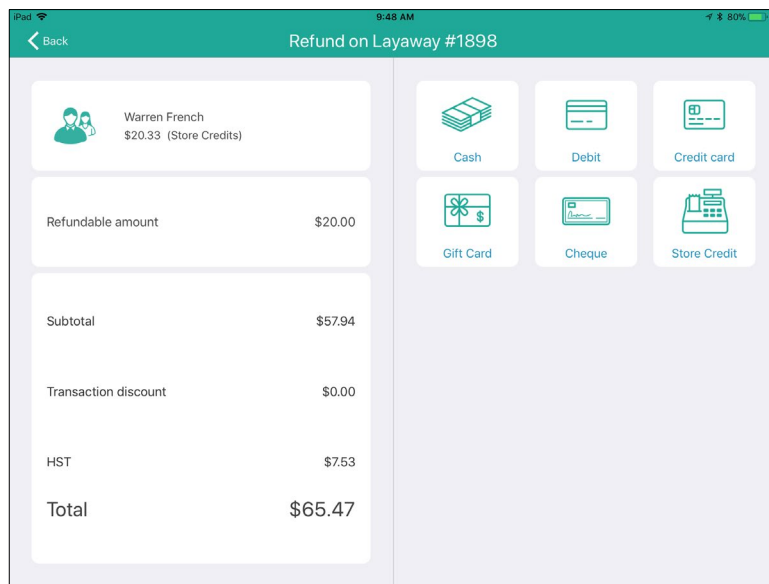 iPad 9:48 AM 80%
Back Refund on Layaway #1898
Warren French
$20.33 (Store Credits)
Refundable amount $20.00
Subtotal $57.94
Transaction discount $0.00
HST $7.53
Total $65.47
Cash Debit Credit card
$
Gift Card Cheque Store Credit